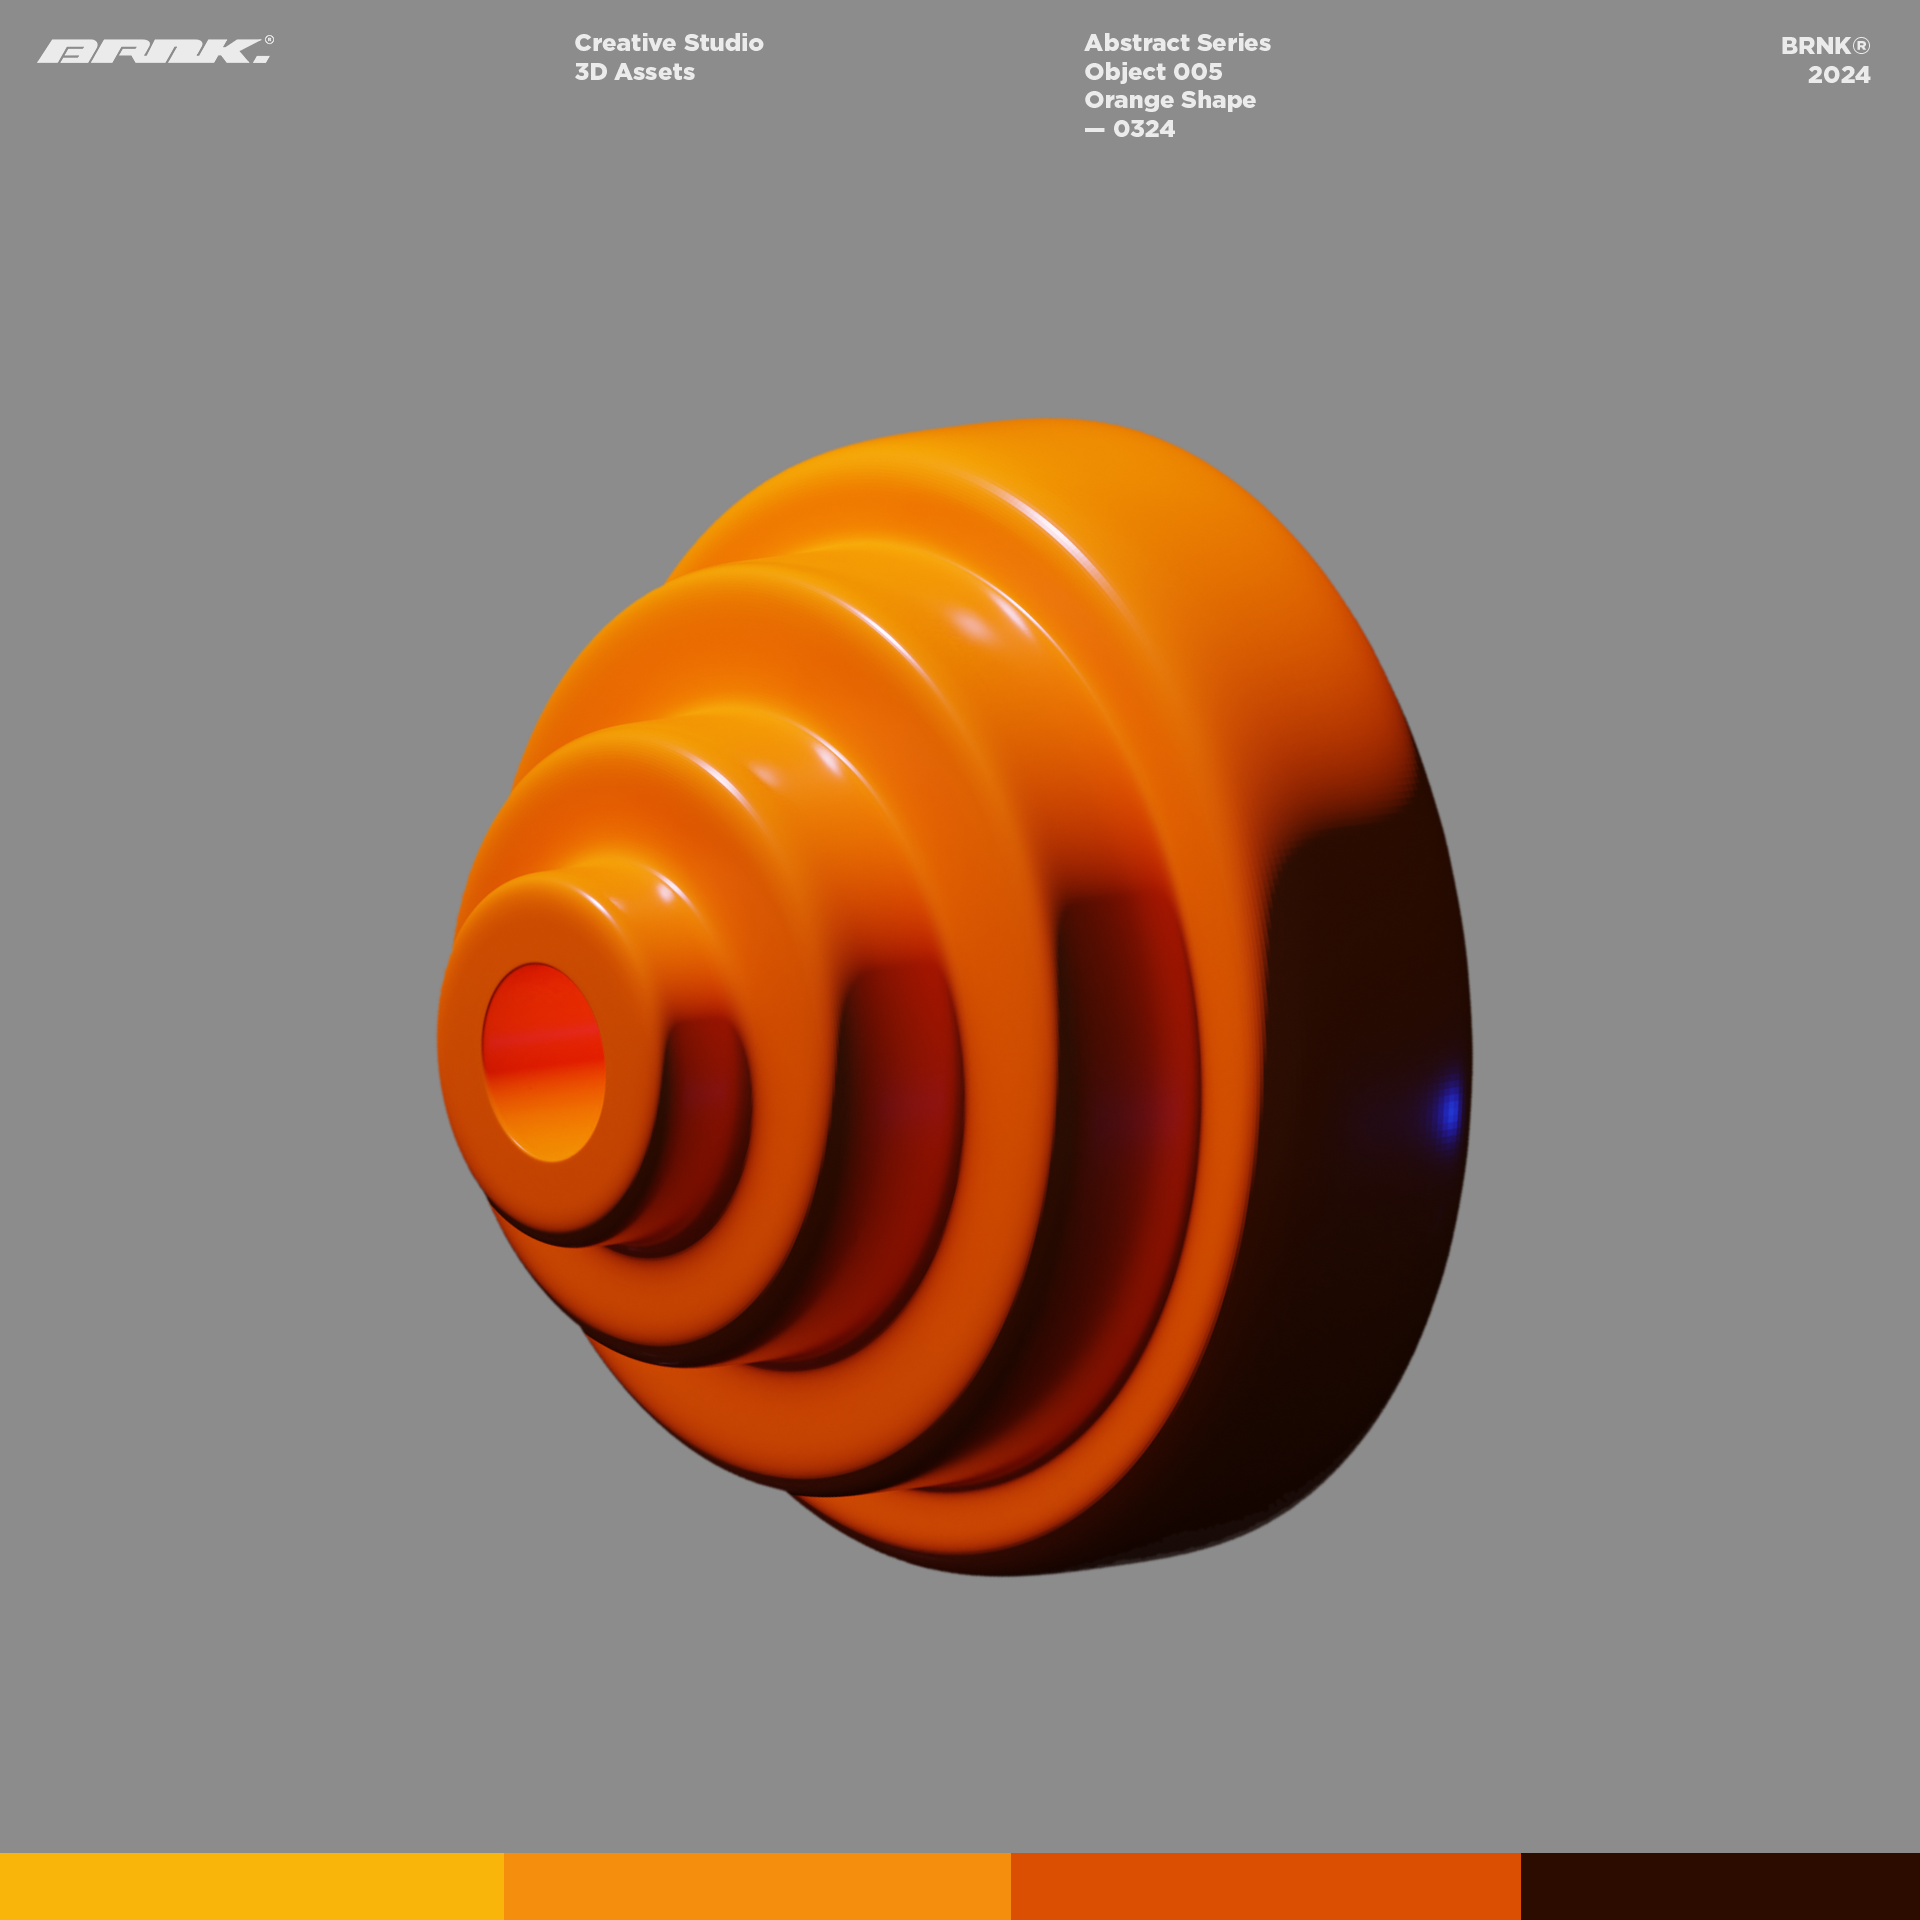 BRNK.®
Creative Studio
3D Assets
Abstract Series
Object 005
Orange Shape
— 0324
BRNK®
2024